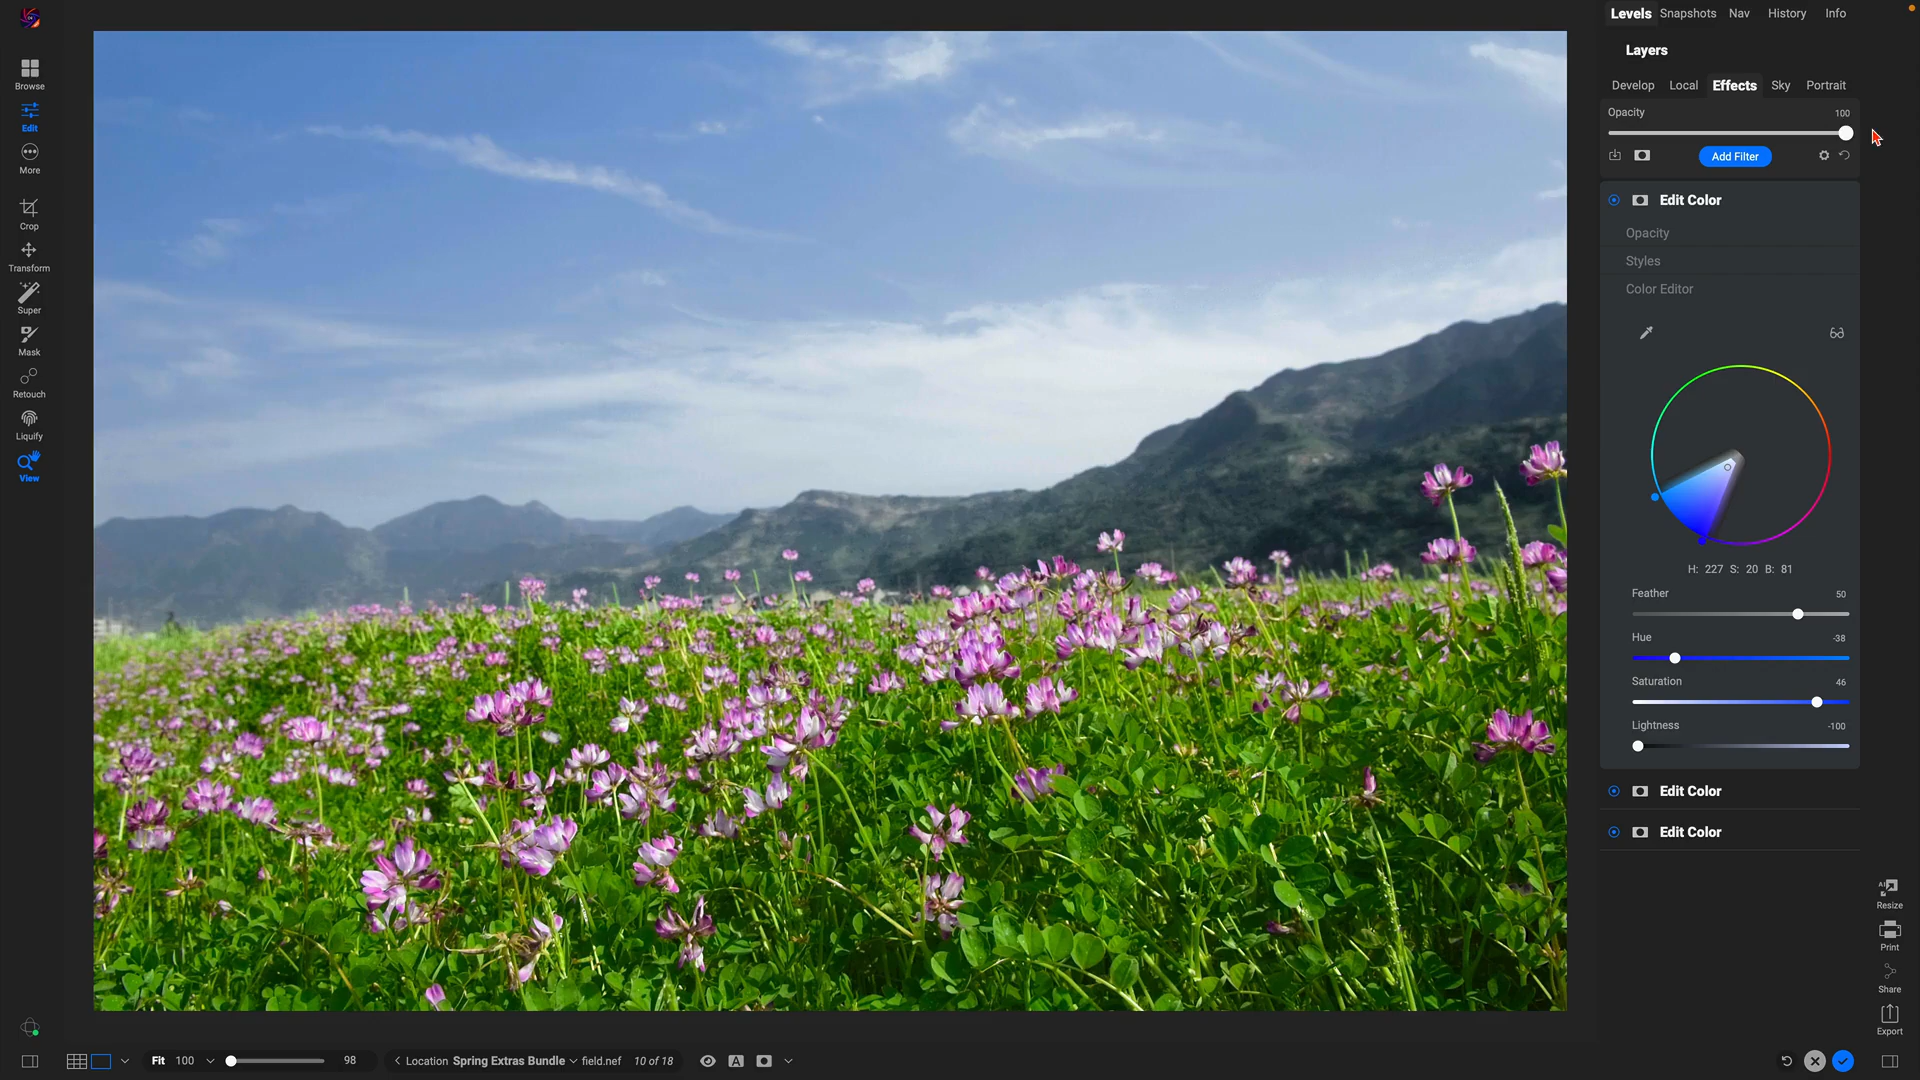 Levels Snapshots Nav History Info
Layers
Develop Local Effects Sky Portrait
Opacity 100
Add Filter
Edit Color
Opacity
Styles
Color Editor
H: 227 S: 20 B: 81
Feather 50
Hue -38
Saturation 46
Lightness -100
Edit Color
Edit Color
Browse
Edit
More
Crop
Transform
Super
Mask
Retouch
Liquify
View
AI
Resize
Print
Share
Export
Fit 100 98 Location Spring Extras Bundle field.nef 10 of 18 A